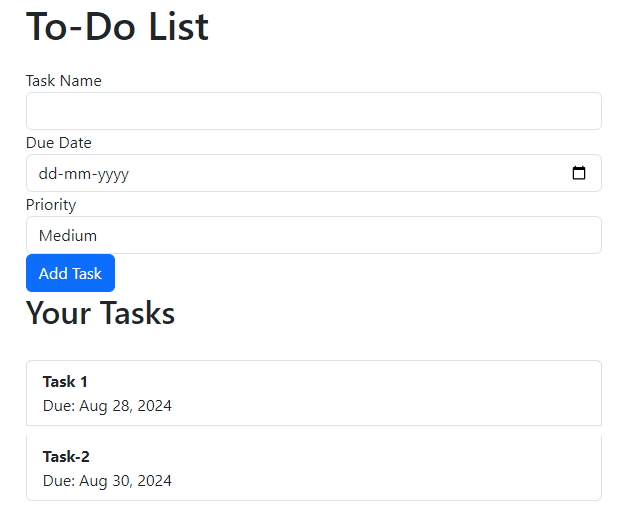 To-Do List
Task Name
Due Date
dd-mm-yyyy
Priority
Medium
Add Task
Your Tasks
Task 1
Due: Aug 28, 2024
Task-2
Due: Aug 30, 2024